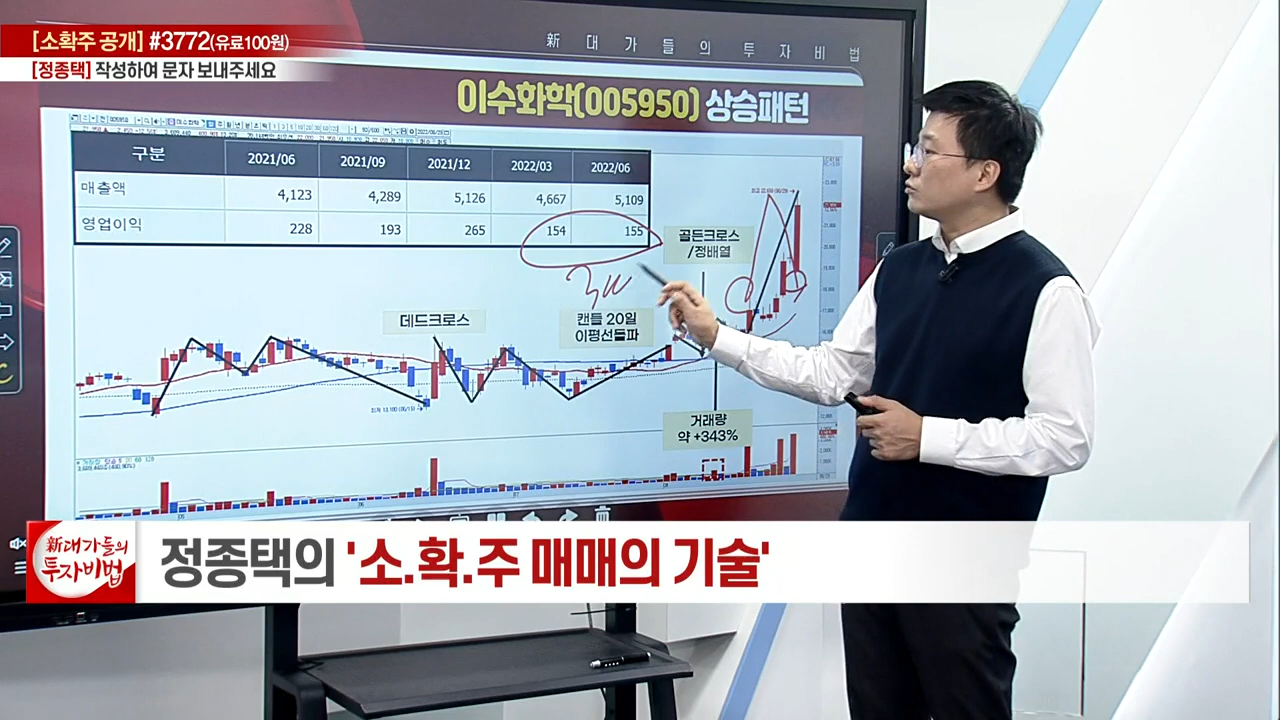 [소확주 공개] #3772(유료100원)
[정종택] 작성하여 문자 보내주세요
新 대 가 들 의 투 자 비 법
이수화학(005950) 상승패턴
구분 2021/06 2021/09 2021/12 2022/03 2022/06
매출액 4,123 4,289 5,126 4,667 5,109
영업이익 228 193 265 154 155
골든크로스
/정배열
데드크로스
캔들 20일
이평선돌파
거래량
약 +343%
新대가들의
투자비법
정종택의 '소.확.주 매매의 기술'